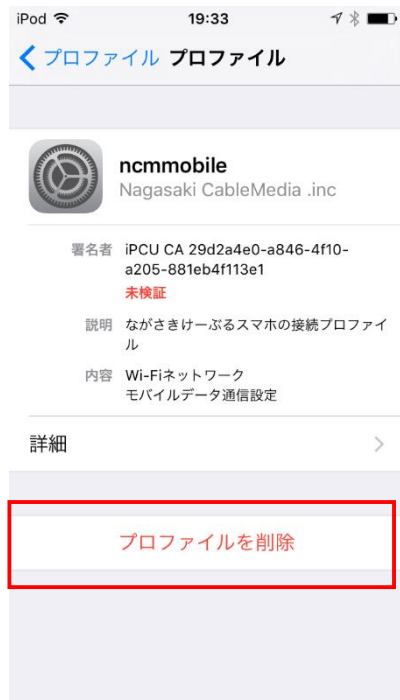 iPod 19:33
プロファイル プロファイル
ncmmobile
Nagasaki CableMedia .inc
署名者 iPCU CA 29d2a4e0-a846-4f10-
a205-881eb4f113e1
未検証
説明 ながさきけーぶるスマホの接続プロファイ
ル
内容 Wi-Fiネットワーク
モバイルデータ通信設定
詳細
プロファイルを削除